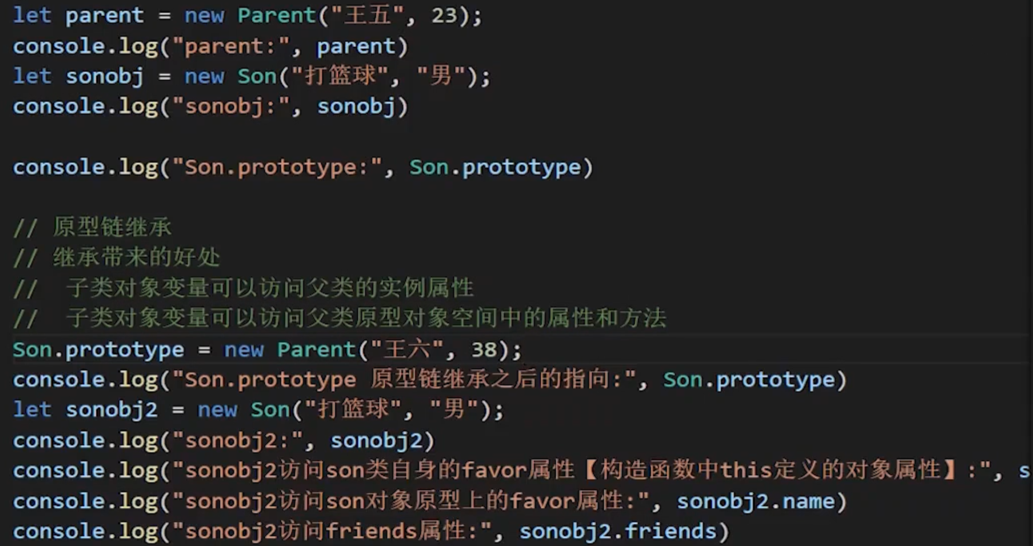 let parent = new Parent("王五", 23);
console.log("parent:", parent)
let sonobj = new Son("打篮球", "男");
console.log("sonobj:", sonobj)
console.log("Son.prototype:", Son.prototype)
// 原型链继承
// 继承带来的好处
//  子类对象变量可以访问父类的实例属性
//  子类对象变量可以访问父类原型对象空间中的属性和方法
Son.prototype = new Parent("王六", 38);
console.log("Son.prototype 原型链继承之后的指向:", Son.prototype)
let sonobj2 = new Son("打篮球", "男");
console.log("sonobj2:", sonobj2)
console.log("sonobj2访问son类自身的favor属性【构造函数中this定义的对象属性】:", s
console.log("sonobj2访问son对象原型上的favor属性:", sonobj2.name)
console.log("sonobj2访问friends属性:", sonobj2.friends)